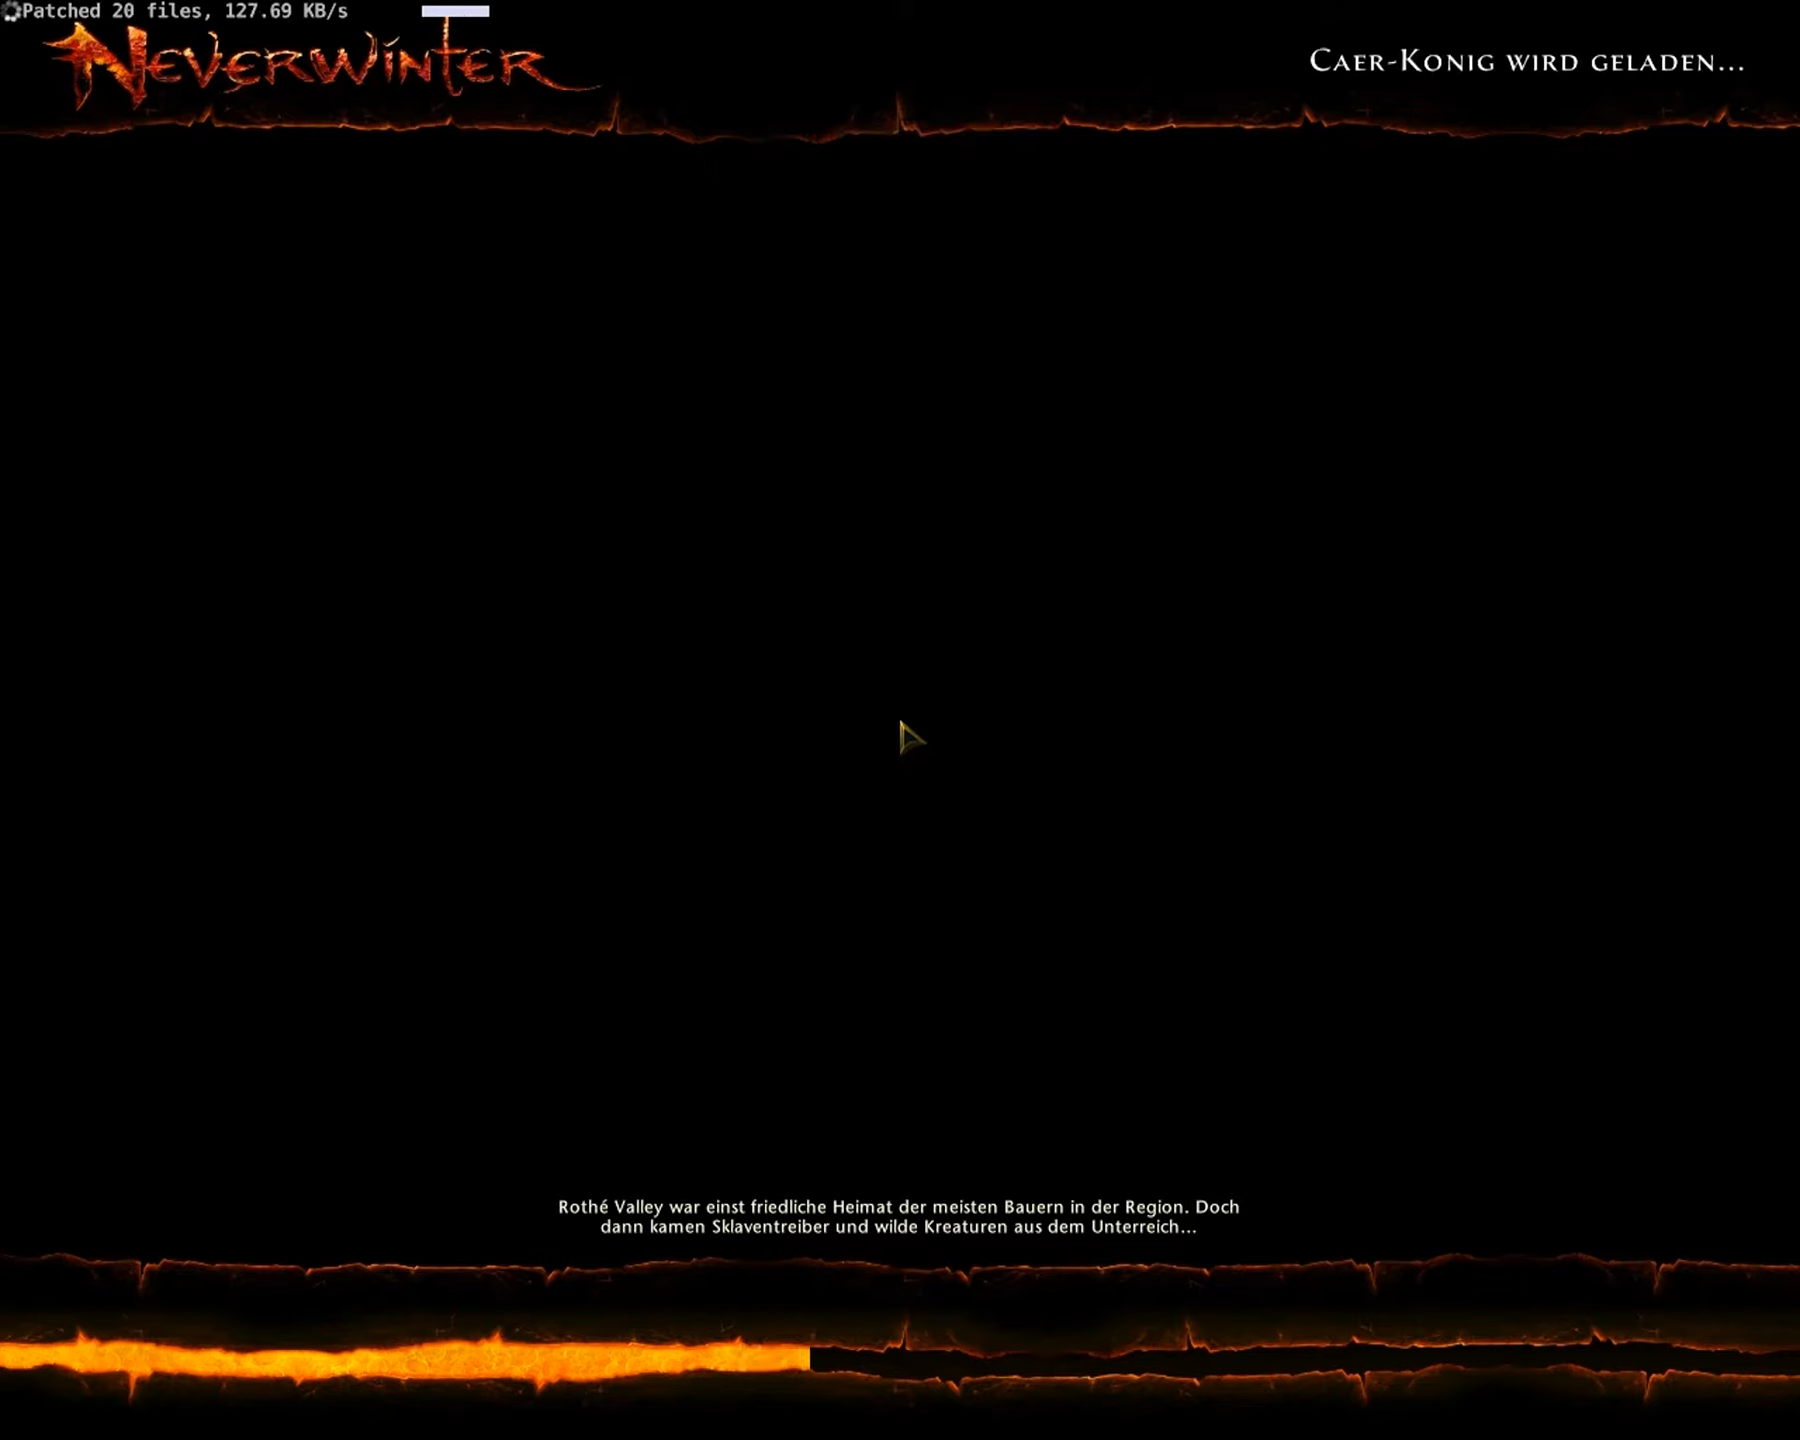 Patched 20 files, 127.69 KB/s
Neverwinter
Caer-Konig wird geladen...
Rothé Valley war einst friedliche Heimat der meisten Bauern in der Region. Doch
dann kamen Sklaventreiber und wilde Kreaturen aus dem Unterreich...